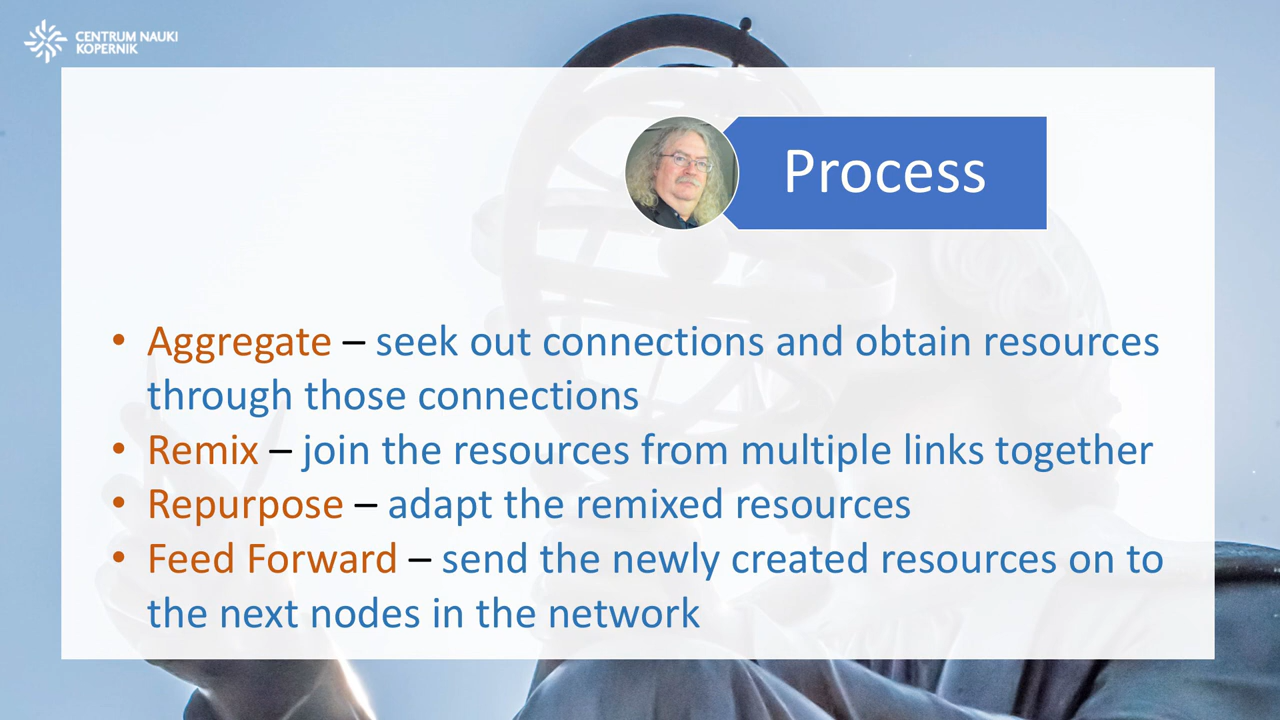 CENTRUM NAUKI
KOPERNIK
Process
• Aggregate – seek out connections and obtain resources
through those connections
• Remix – join the resources from multiple links together
• Repurpose – adapt the remixed resources
• Feed Forward – send the newly created resources on to
the next nodes in the network